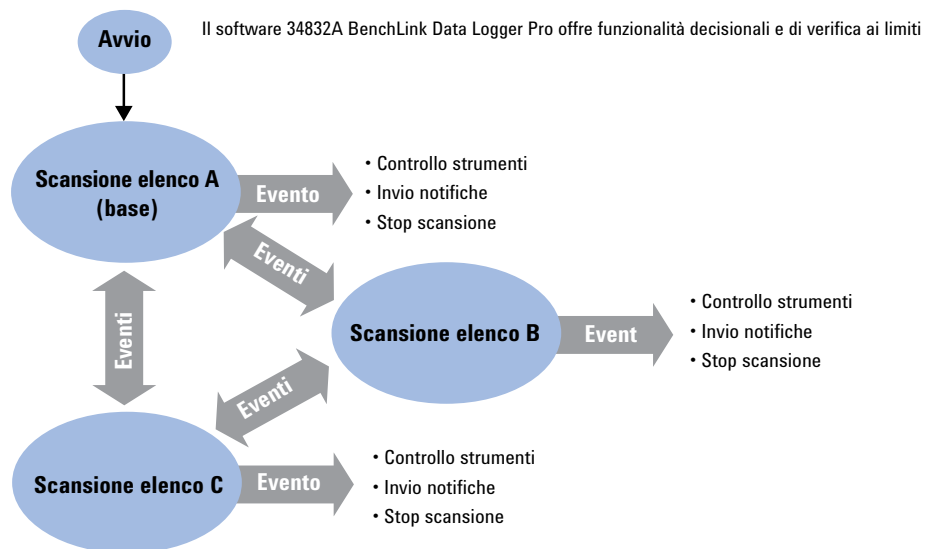 Avvio
Il software 34832A BenchLink Data Logger Pro offre funzionalità decisionali e di verifica ai limiti
Scansione elenco A
(base)
Evento
• Controllo strumenti
• Invio notifiche
• Stop scansione
Eventi
Eventi
Scansione elenco B
Event
• Controllo strumenti
• Invio notifiche
• Stop scansione
Eventi
Scansione elenco C
Evento
• Controllo strumenti
• Invio notifiche
• Stop scansione